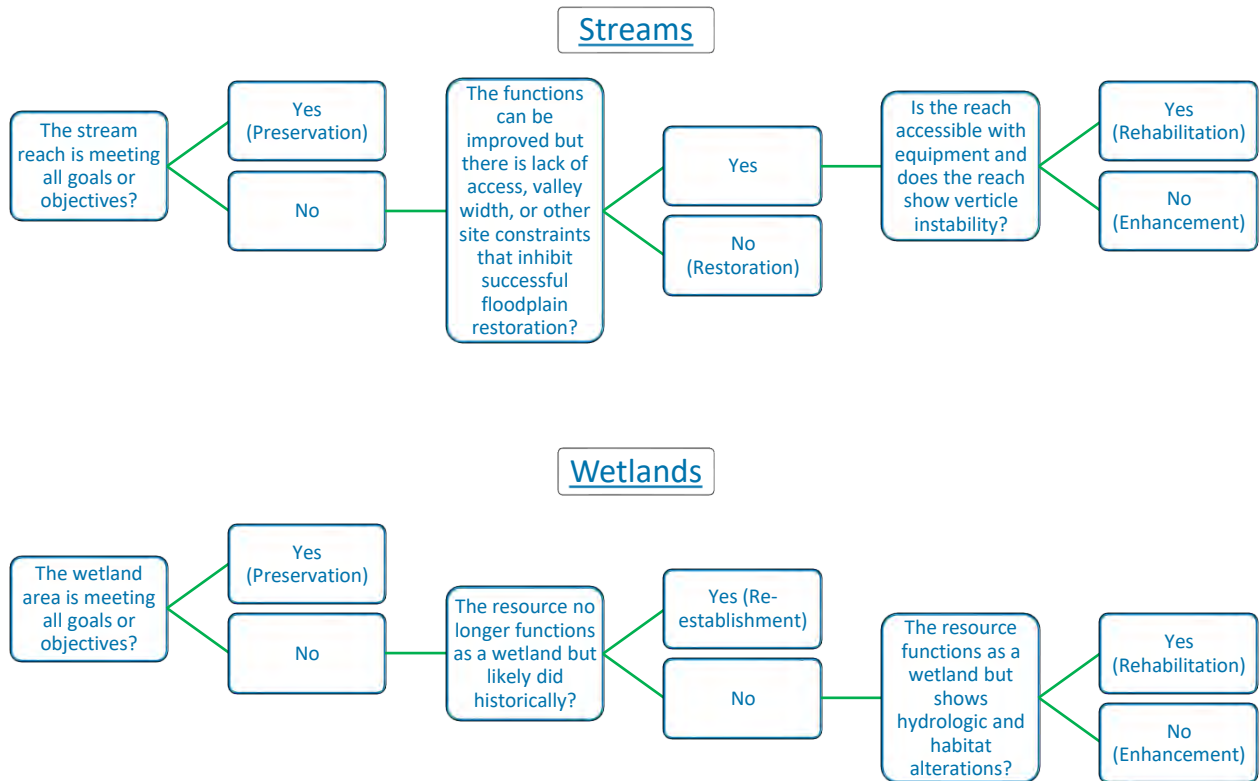 Streams
The stream
reach is meeting
all goals or
objectives?
Yes
(Preservation)
No
The functions
can be
improved but
there is lack of
access, valley
width, or other
site constraints
that inhibit
successful
floodplain
restoration?
Yes
No
(Restoration)
Is the reach
accessible with
equipment and
does the reach
show verticle
instability?
Yes
(Rehabilitation)
No
(Enhancement)
Wetlands
The wetland
area is meeting
all goals or
objectives?
Yes
(Preservation)
No
The resource no
longer functions
as a wetland but
likely did
historically?
Yes (Re-
establishment)
No
The resource
functions as a
wetland but
shows
hydrologic and
habitat
alterations?
Yes
(Rehabilitation)
No
(Enhancement)